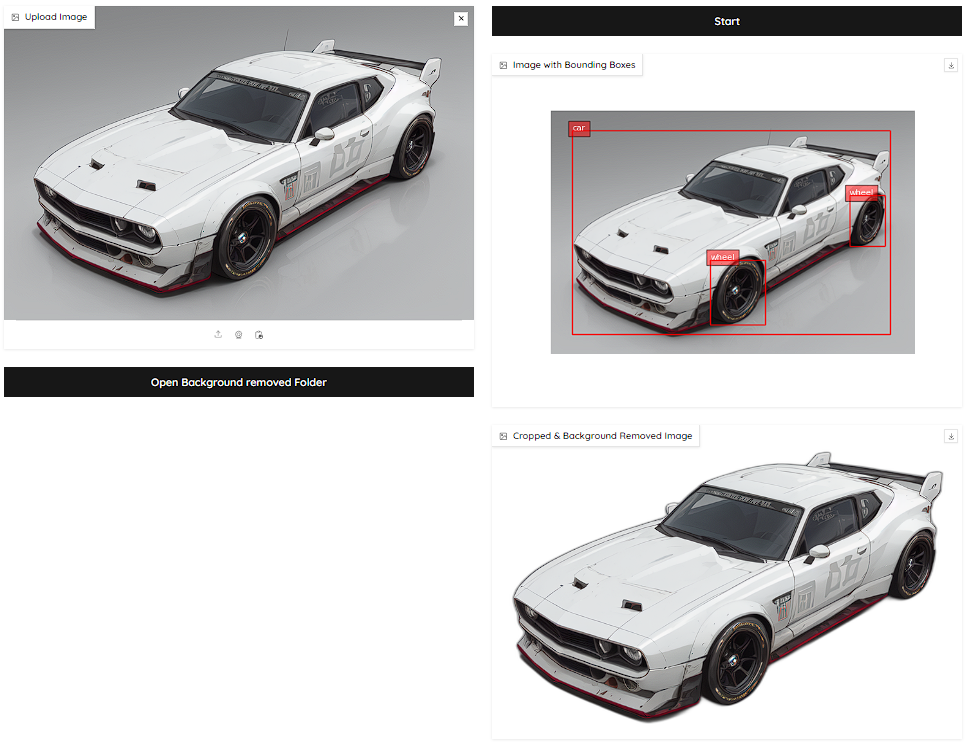 Upload Image
Start
Image with Bounding Boxes
car
wheel
wheel
Open Background removed Folder
Cropped & Background Removed Image